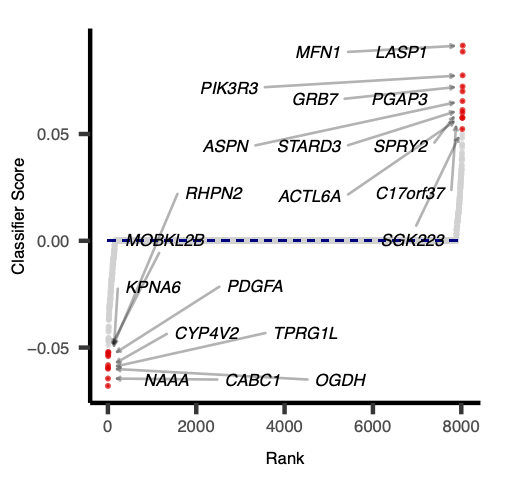 MFN1 LASP1
PIK3R3
GRB7 PGAP3
0.05
ASPN STARD3 SPRY2
RHPN2 ACTL6A C17orf37
0.00
MOBKL2B SGK223
KPNA6 PDGFA
CYP4V2 TPRG1L
−0.05
NAAA CABC1 OGDH
0 2000 4000 6000 8000
Rank
Classifier Score